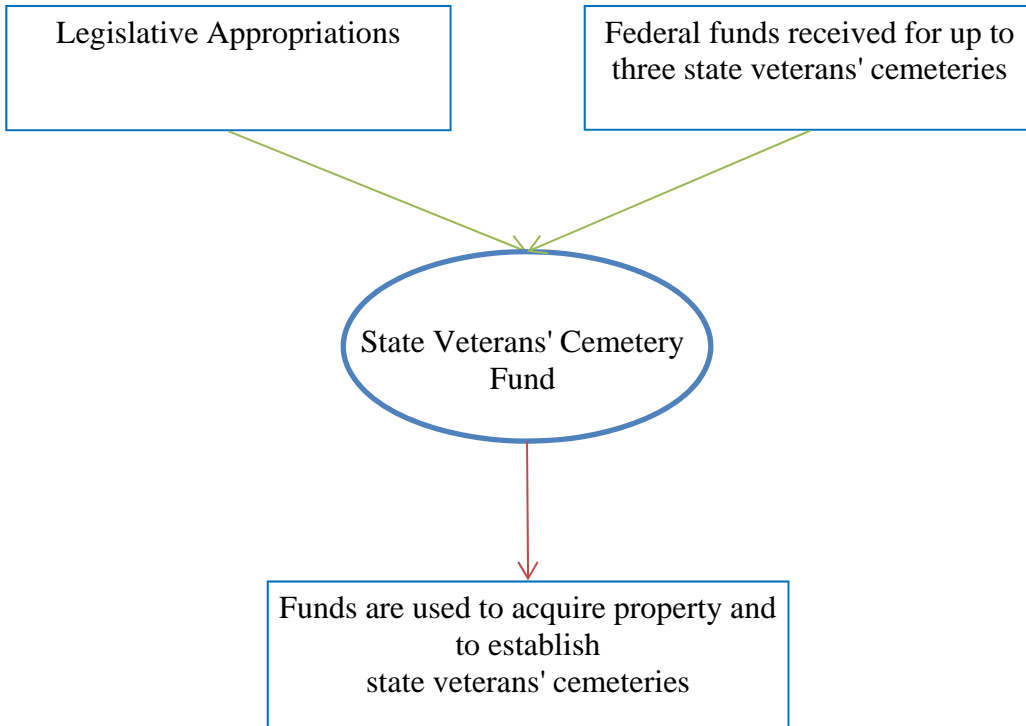 Legislative Appropriations
Federal funds received for up to
three state veterans' cemeteries
State Veterans' Cemetery
Fund
Funds are used to acquire property and
to establish
state veterans' cemeteries